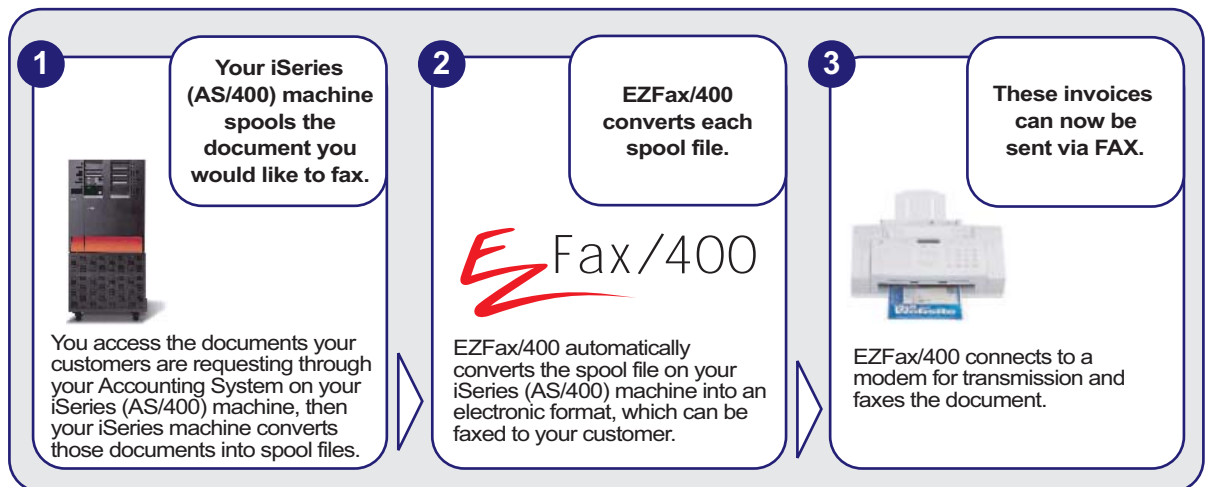 1
Your iSeries
(AS/400) machine
spools the
document you
would like to fax.
You access the documents your
customers are requesting through
your Accounting System on your
iSeries (AS/400) machine, then
your iSeries machine converts
those documents into spool files.
2
EZFax/400
converts each
spool file.
EZFax/400
EZFax/400 automatically
converts the spool file on your
iSeries (AS/400) machine into an
electronic format, which can be
faxed to your customer.
3
These invoices
can now be
sent via FAX.
Website
EZFax/400 connects to a
modem for transmission and
faxes the document.